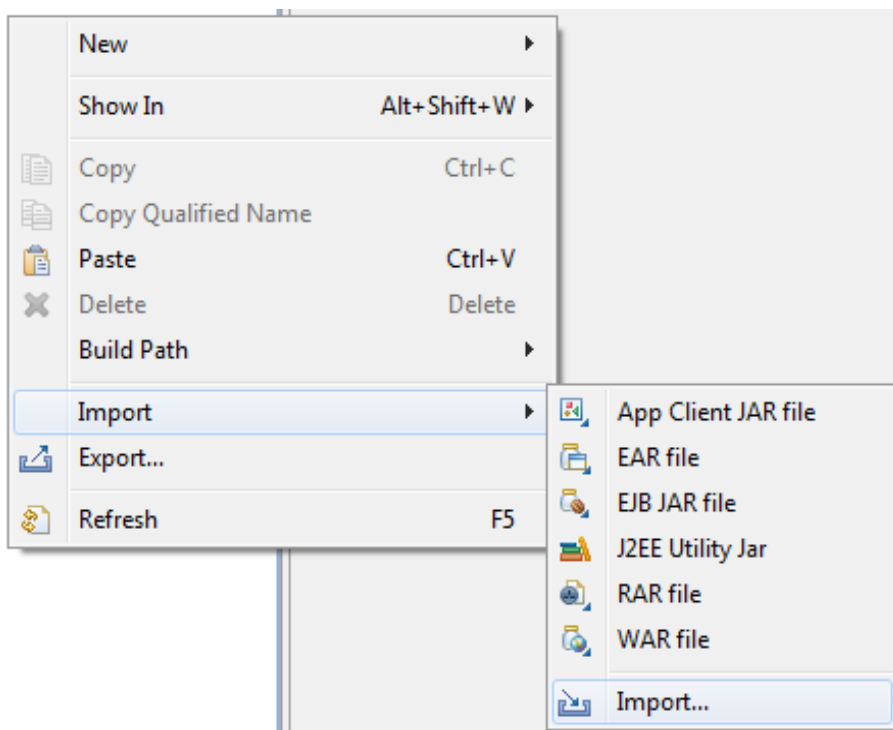 New
Show In Alt+Shift+W
Copy Ctrl+C
Copy Qualified Name
Paste Ctrl+V
Delete Delete
Build Path
Import
Export...
Refresh F5
App Client JAR file
EAR file
EJB JAR file
J2EE Utility Jar
RAR file
WAR file
Import...